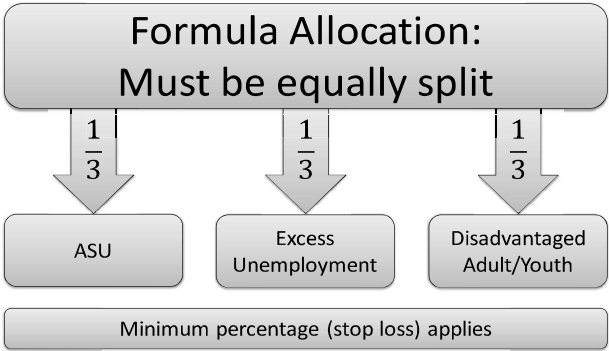 Formula Allocation:
Must be equally split
1/3
1/3
1/3
ASU
Excess
Unemployment
Disadvantaged
Adult/Youth
Minimum percentage (stop loss) applies